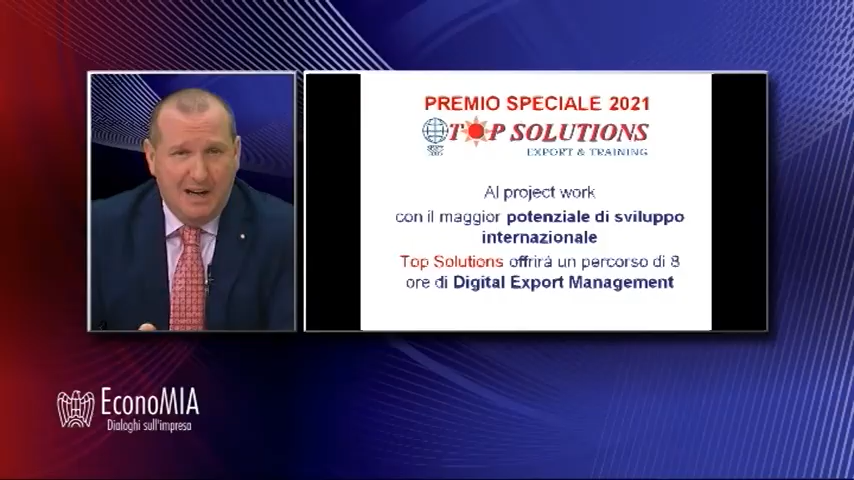 PREMIO SPECIALE 2021
TOP SOLUTIONS
EXPORT & TRAINING
Al project work
con il maggior potenziale di sviluppo
internazionale
Top Solutions offrirà un percorso di 8
ore di Digital Export Management
EconoMIA
Dialoghi sull'impresa